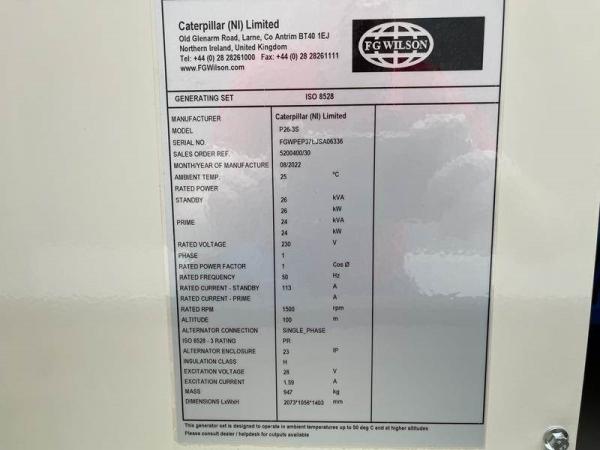 Caterpillar (NI) Limited
Old Glenarm Road, Larne, Co Antrim BT40 1EJ
Northern Ireland, United Kingdom
Tel: +44 (0) 28 28261000 Fax: +44 (0) 28 28261111
www.FGWilson.com
FG WILSON
GENERATING SET ISO 8528
MANUFACTURER Caterpillar (NI) Limited
MODEL P26-3S
SERIAL NO.
SALES ORDER REF. 5200400/30
MONTH/YEAR OF MANUFACTURE 08/2022
AMBIENT TEMP. 25 °C
RATED POWER
STANDBY 26 kVA
26 kW
PRIME 24 kVA
24 kW
RATED VOLTAGE 230 V
PHASE 1
RATED POWER FACTOR 1 Cos Ø
RATED FREQUENCY 50 Hz
RATED CURRENT - STANDBY 113 A
RATED CURRENT - PRIME A
RATED RPM 1500 rpm
ALTITUDE 100 m
ALTERNATOR CONNECTION SINGLE_PHASE
ISO 8528 - 3 RATING PR
ALTERNATOR ENCLOSURE 23 IP
INSULATION CLASS H
EXCITATION VOLTAGE 28 V
EXCITATION CURRENT 1.59 A
MASS 947 kg
DIMENSIONS LxWxH 2073*1056*1403 mm
This generator set is designed to operate in ambient temperatures up to 50 deg C and at higher altitudes
Please consult dealer / helpdesk for outputs available